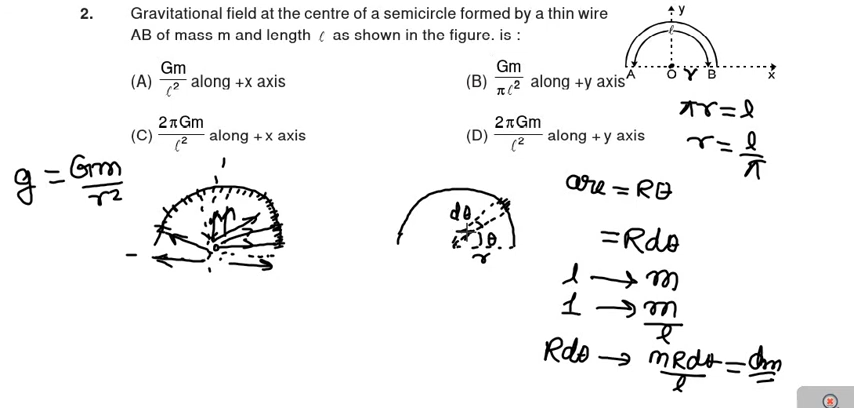 2. Gravitational field at the centre of a semicircle formed by a thin wire
AB of mass m and length ℓ as shown in the figure. is :
(A) Gm/ℓ² along +x axis
(B) Gm/πℓ² along +y axis
(C) 2πGm/ℓ² along +x axis
(D) 2πGm/ℓ² along +y axis
y
ℓ
A O r B x
πr = l
r = l/π
g = Gm/r²
M
dθ
θ
r
arc = Rθ
= Rdθ
l → m
1 → m/l
Rdθ → mRdθ/l = dm